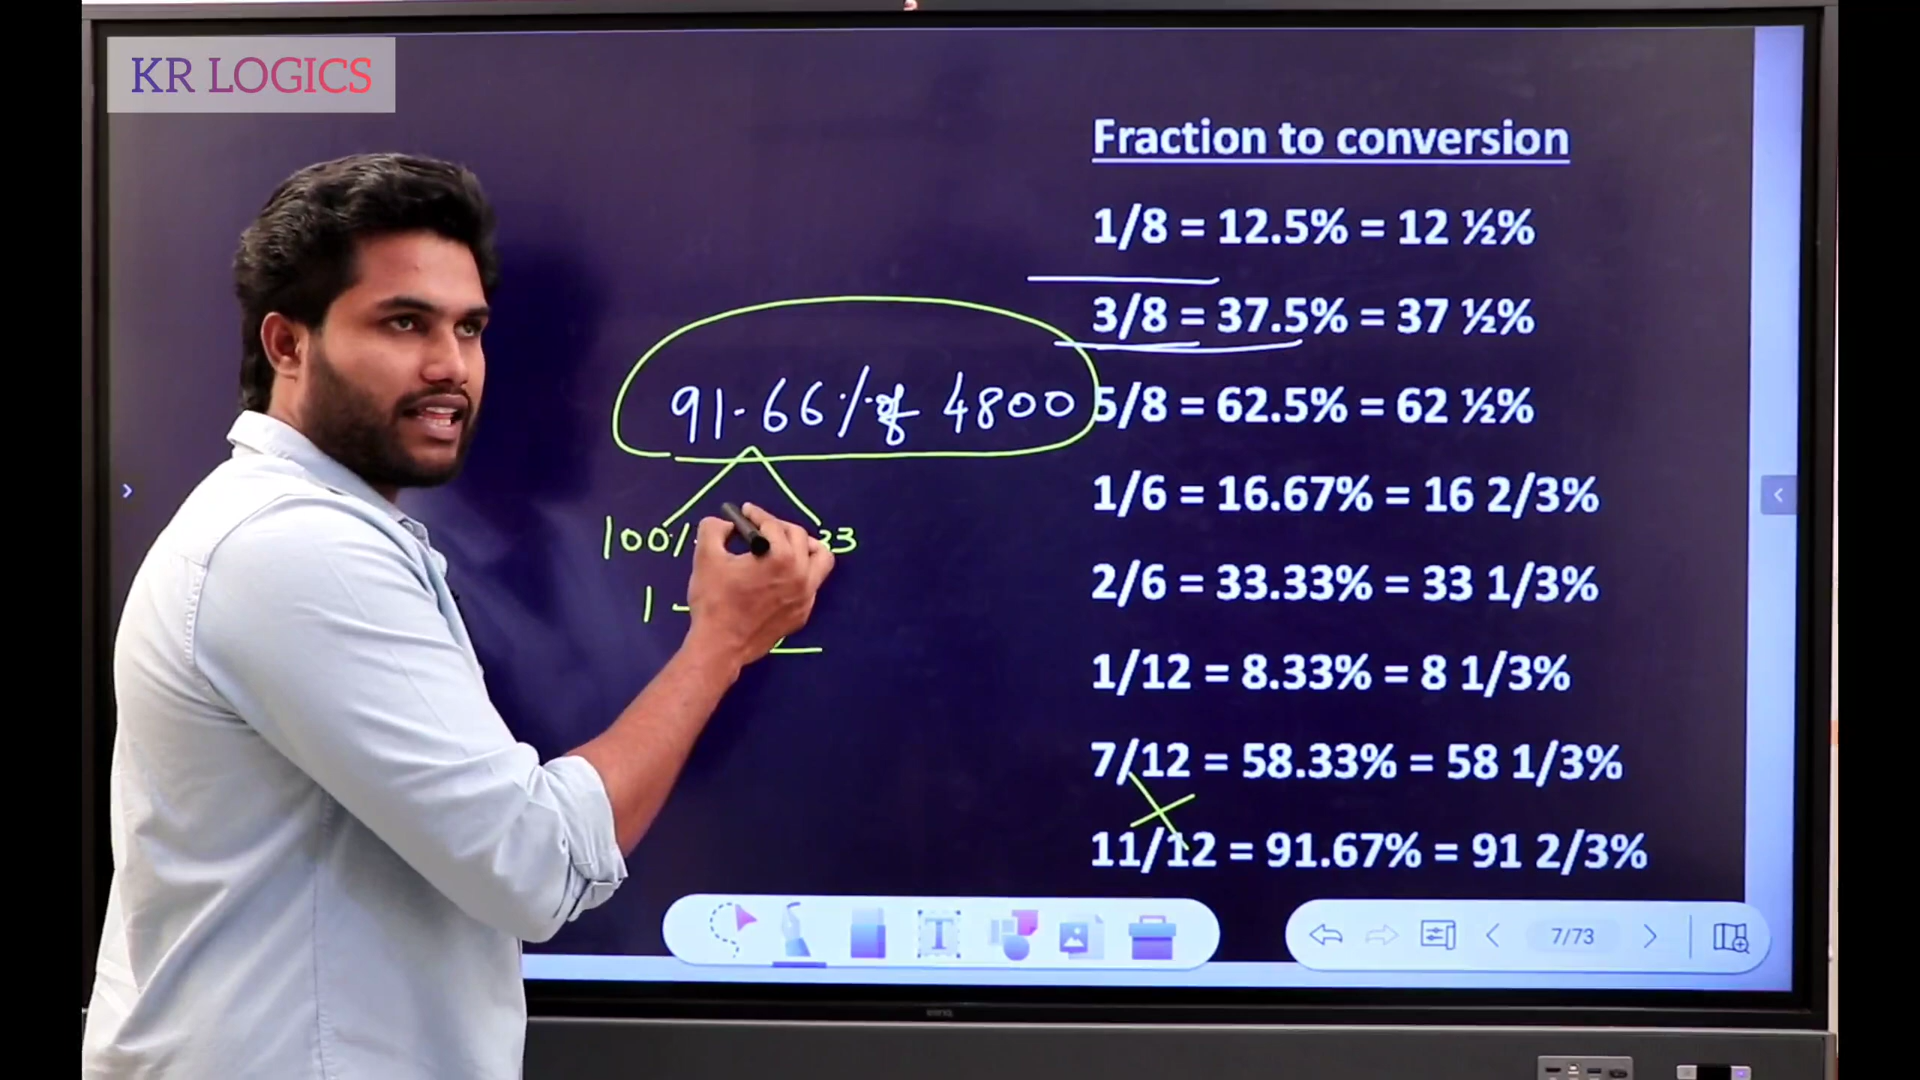 KR LOGICS
Fraction to conversion
1/8 = 12.5% = 12 ½%
3/8 = 37.5% = 37 ½%
91.66% of 4800
5/8 = 62.5% = 62 ½%
1/6 = 16.67% = 16 2/3%
100%
33
2/6 = 33.33% = 33 1/3%
1 -
1/12 = 8.33% = 8 1/3%
7/12 = 58.33% = 58 1/3%
11/12 = 91.67% = 91 2/3%
T
7/73